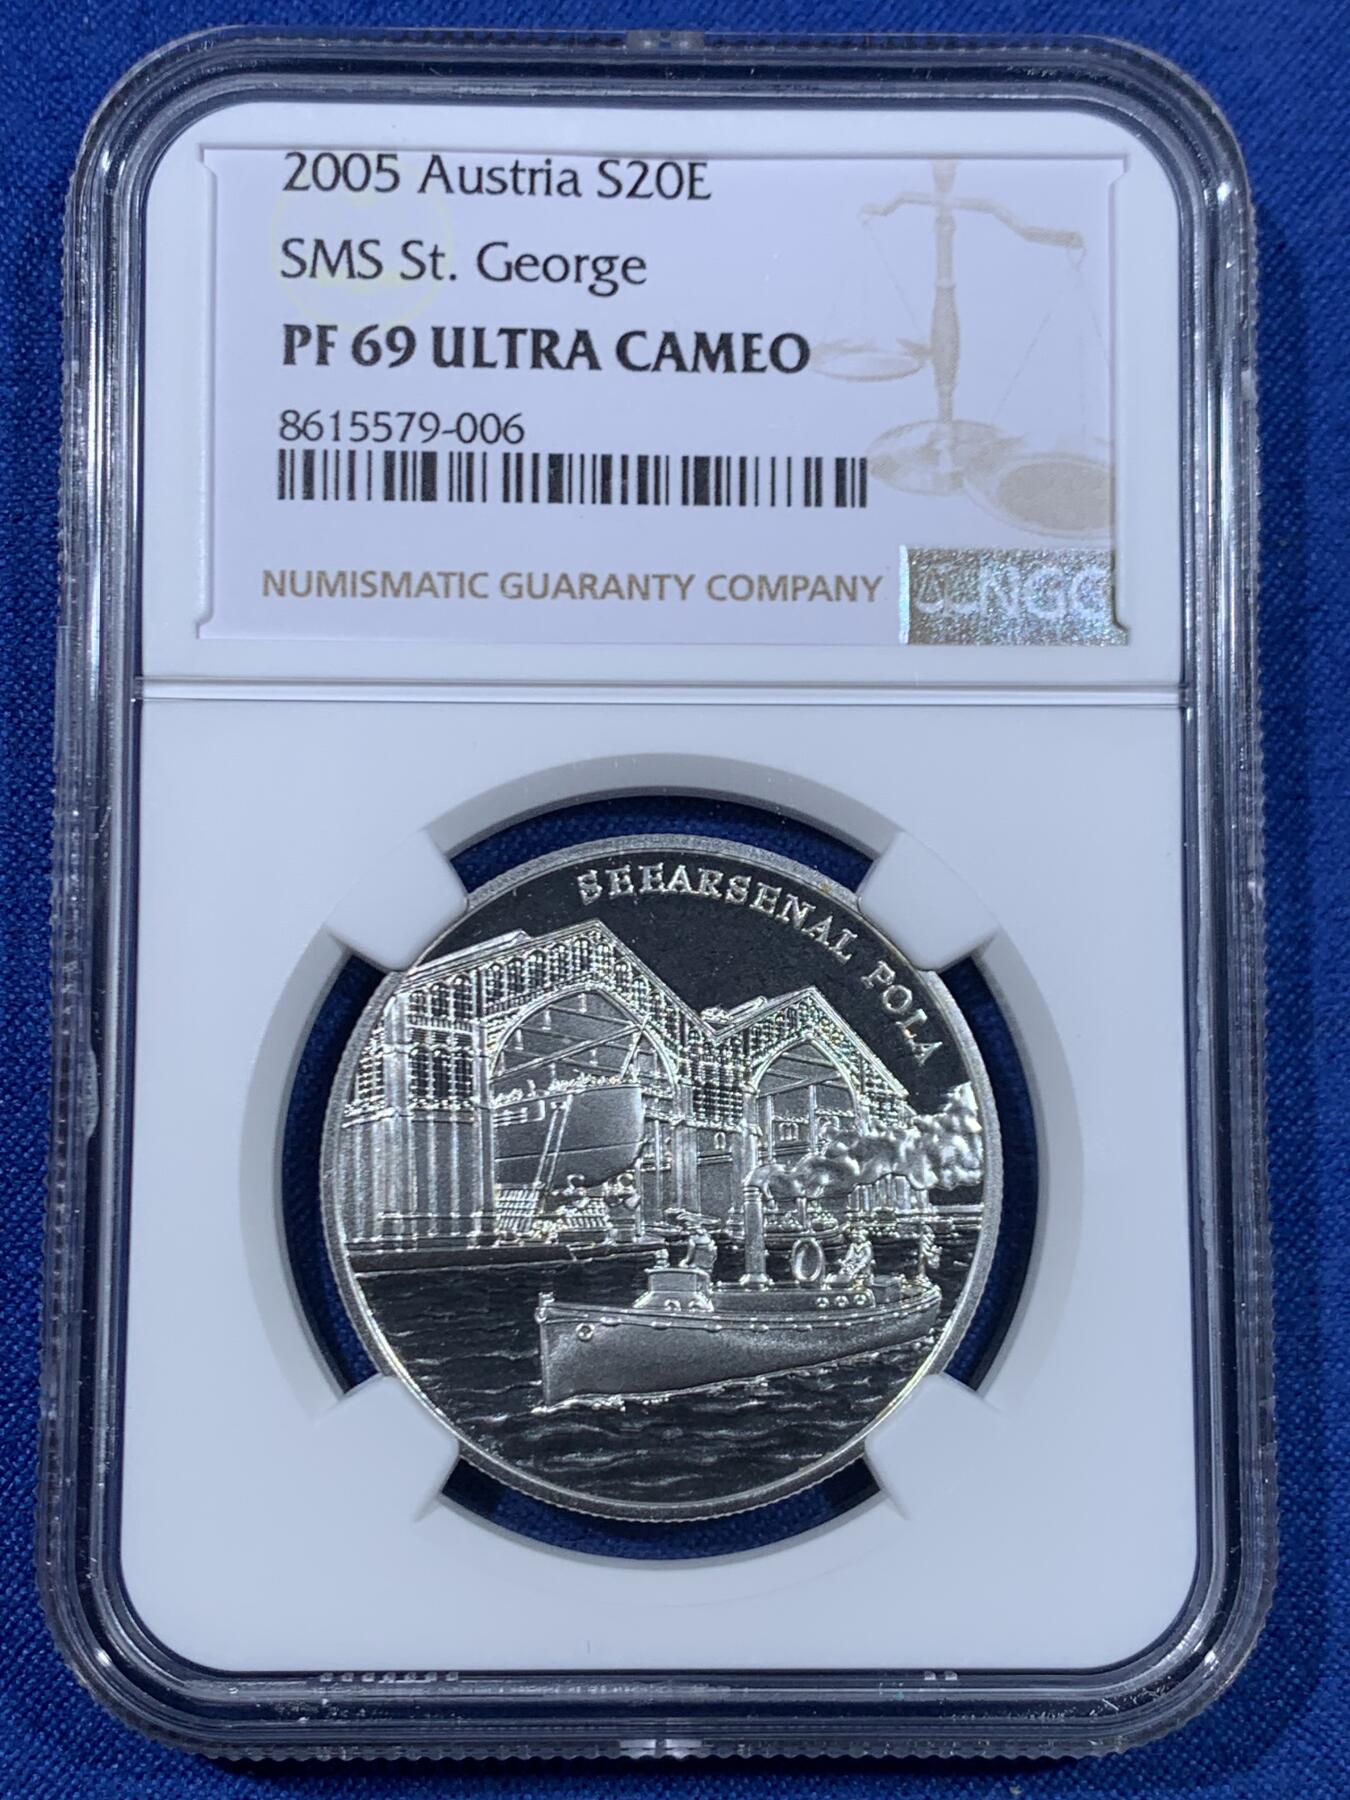 2005 Austria S20E
SMS St. George
PF 69 ULTRA CAMEO
8615579-006
NUMISMATIC GUARANTY COMPANY
NGC
SEEARSENAL POLA